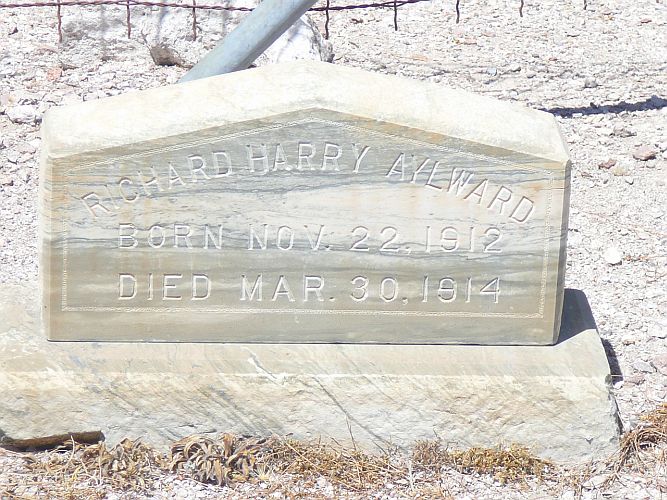 RICHARD HARRY AYLWARD
BORN NOV. 22, 1912
DIED MAR. 30, 1914